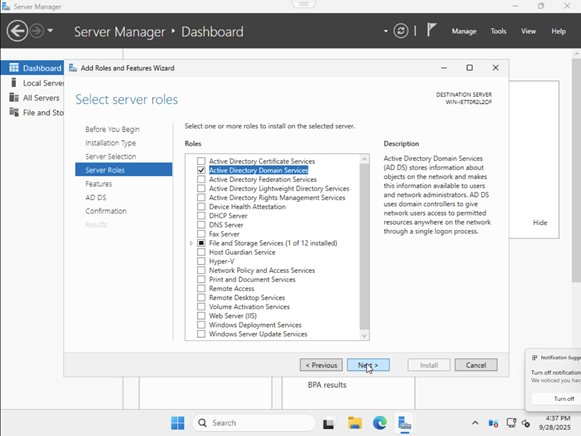 Server Manager
Server Manager ‣ Dashboard
Manage Tools View Help
Dashboard
Local Server
All Servers
File and Sto
Add Roles and Features Wizard
Select server roles
DESTINATION SERVER
WIN-IETT0R2L2OF
Before You Begin
Installation Type
Server Selection
Server Roles
Features
AD DS
Confirmation
Results
Select one or more roles to install on the selected server.
Roles
Active Directory Certificate Services
Active Directory Domain Services
Active Directory Federation Services
Active Directory Lightweight Directory Services
Active Directory Rights Management Services
Device Health Attestation
DHCP Server
DNS Server
Fax Server
File and Storage Services (1 of 12 installed)
Host Guardian Service
Hyper-V
Network Policy and Access Services
Print and Document Services
Remote Access
Remote Desktop Services
Volume Activation Services
Web Server (IIS)
Windows Deployment Services
Windows Server Update Services
Description
Active Directory Domain Services
(AD DS) stores information about
objects on the network and makes
this information available to users
and network administrators. AD DS
uses domain controllers to give
network users access to permitted
resources anywhere on the network
through a single logon process.
Hide
< Previous Next > Install Cancel
BPA results
Notification Sugge
Turn off notification
We noticed you hav
Turn off
Search
4:37 PM
9/28/2025